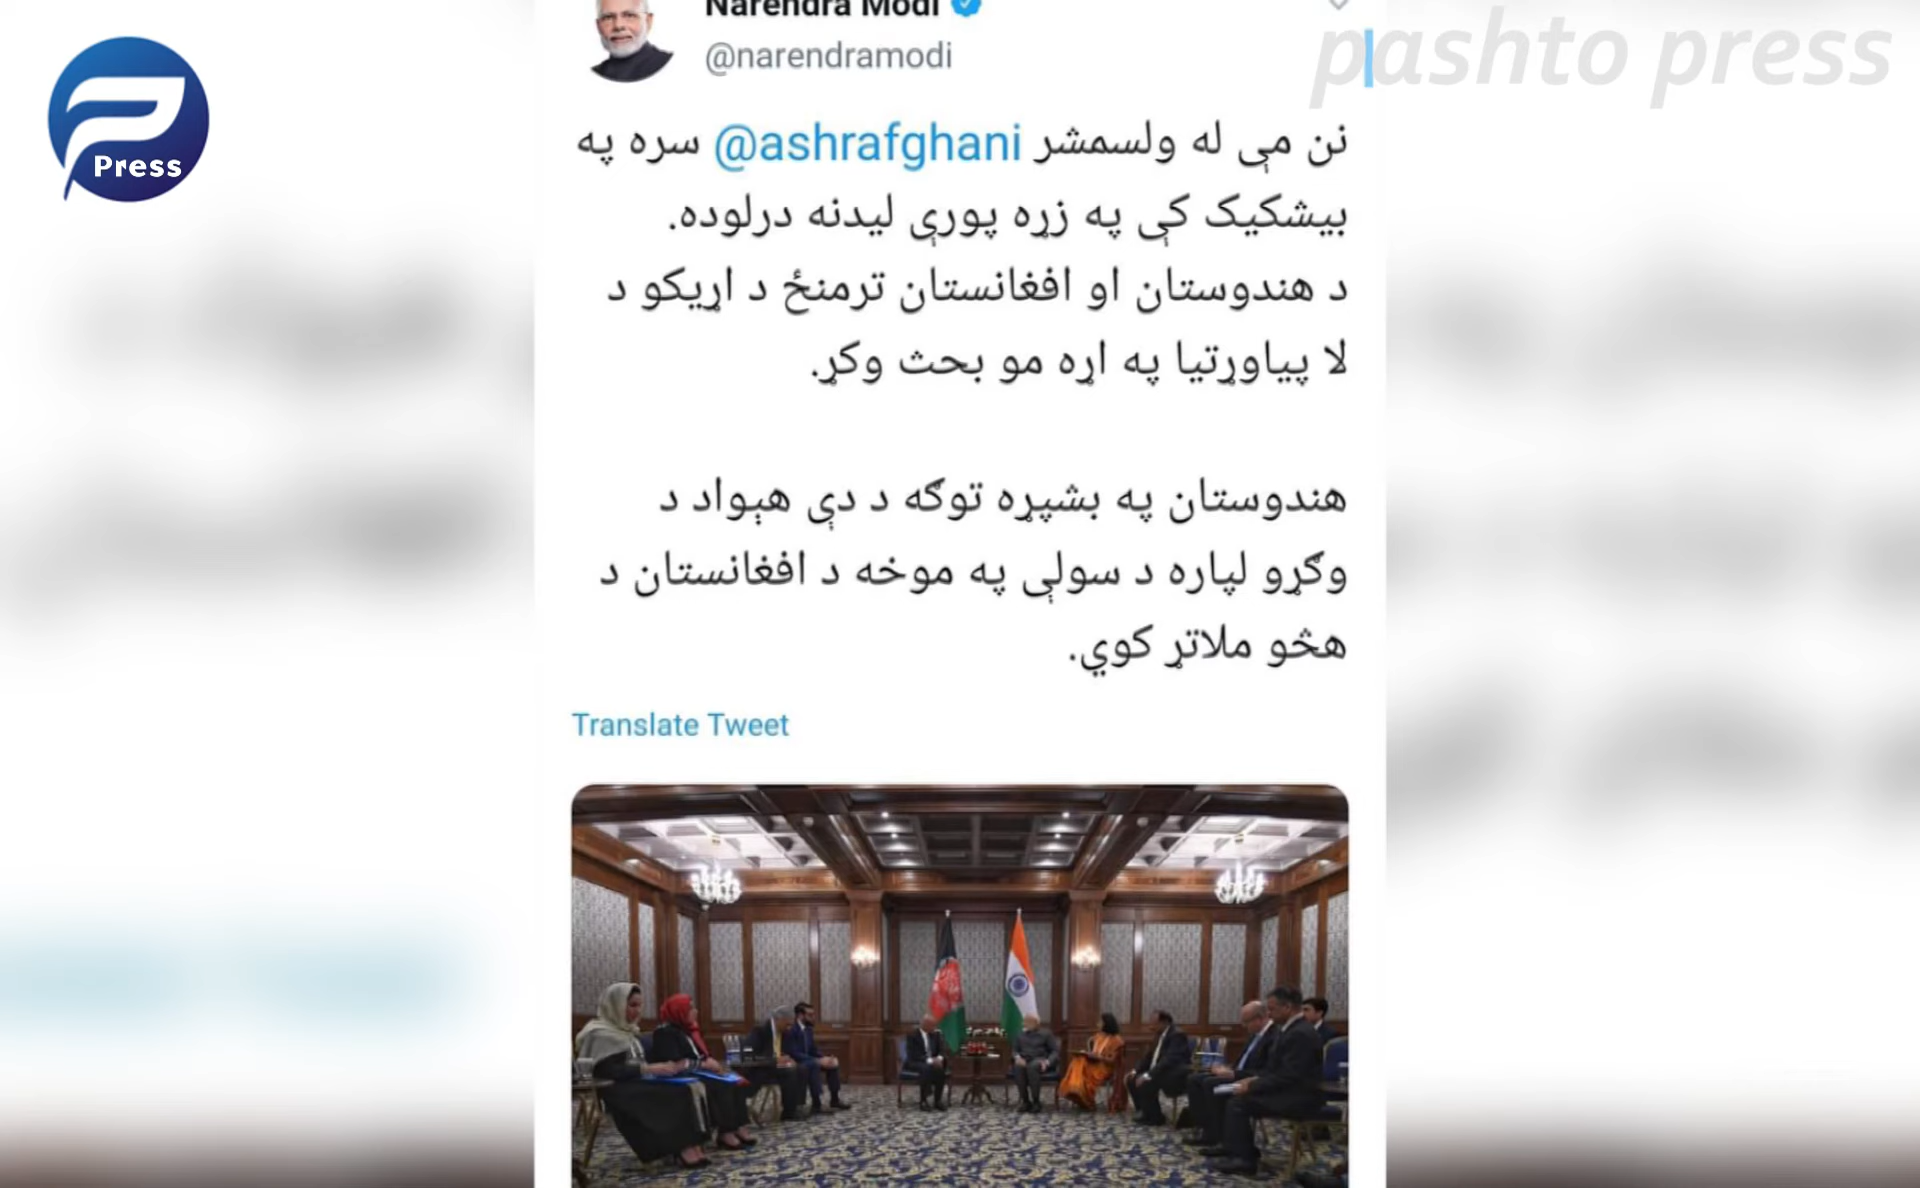 Press
pashto press
Narendra Modi
@narendramodi
نن مې له ولسمشر @ashrafghani سره په
بیشکیک کې په زړه پورې لیدنه درلوده.
د هندوستان او افغانستان ترمنځ د اړیکو د
لا پیاوړتیا په اړه مو بحث وکړ.
هندوستان په بشپړه توګه د دې هېواد د
وګړو لپاره د سولې په موخه د افغانستان د
هڅو ملاتړ کوي.
Translate Tweet